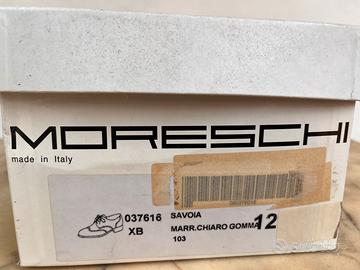 MORESCHI
made in Italy
037616 SAVOIA
XB MARR.CHIARO GOMMA 12
103